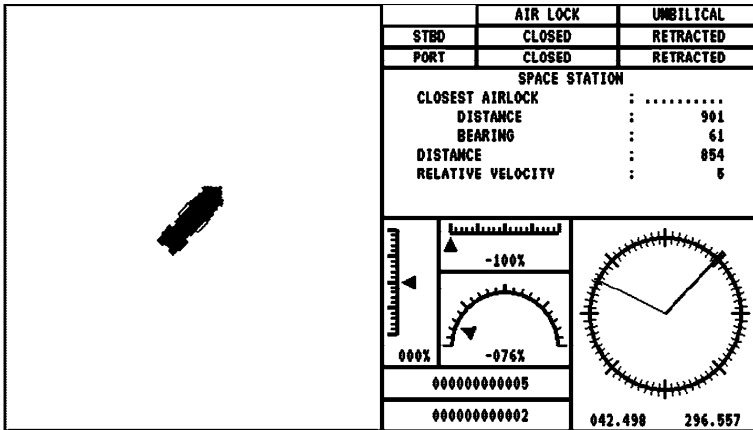 AIR LOCK UMBILICAL
STBD CLOSED RETRACTED
PORT CLOSED RETRACTED
SPACE STATION
CLOSEST AIRLOCK : ..........
DISTANCE : 901
BEARING : 61
DISTANCE : 854
RELATIVE VELOCITY : 5
-100%
000% -076%
000000000005
000000000002
042.498 296.557